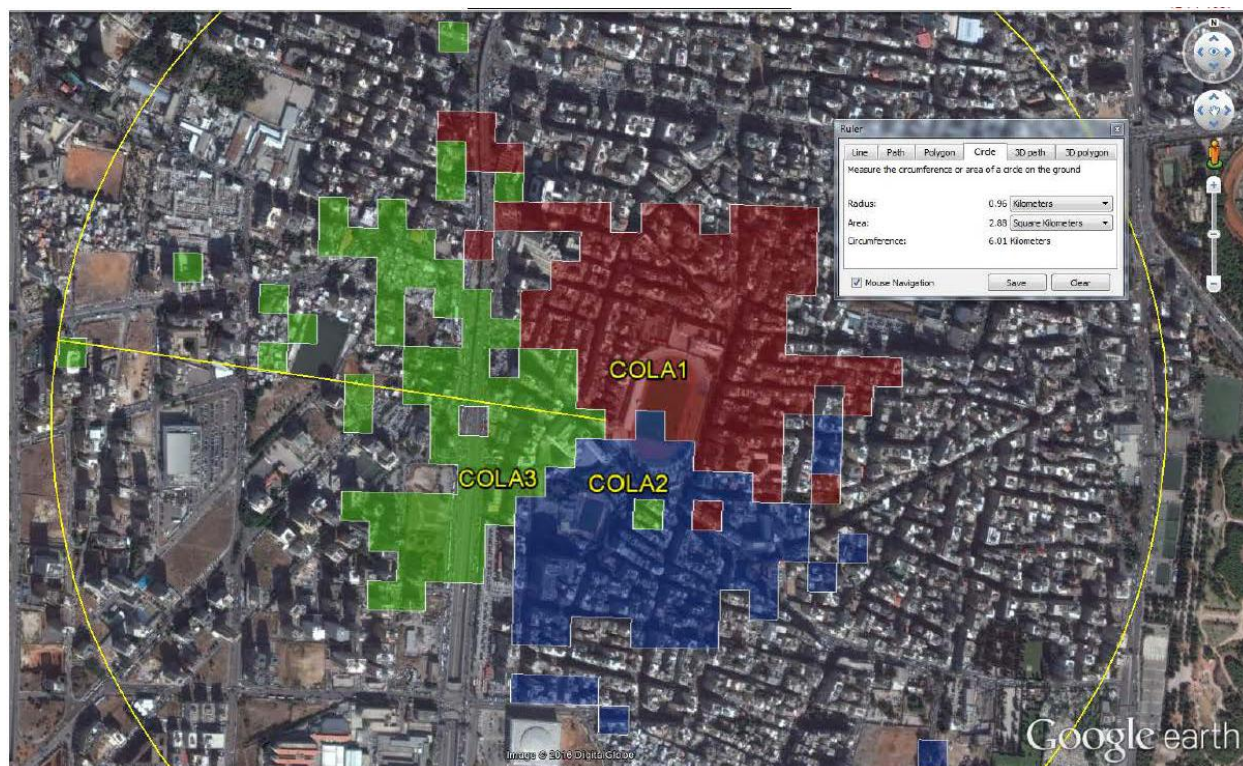 N
Ruler
Line Path Polygon Circle 3D path 3D polygon
Measure the circumference or area of a circle on the ground
Radius: 0.96 Kilometers
Area: 2.88 Square Kilometers
Circumference: 6.01 Kilometers
Mouse Navigation Save Clear
COLA1
COLA3
COLA2
Image © 2016 DigitalGlobe
Google earth